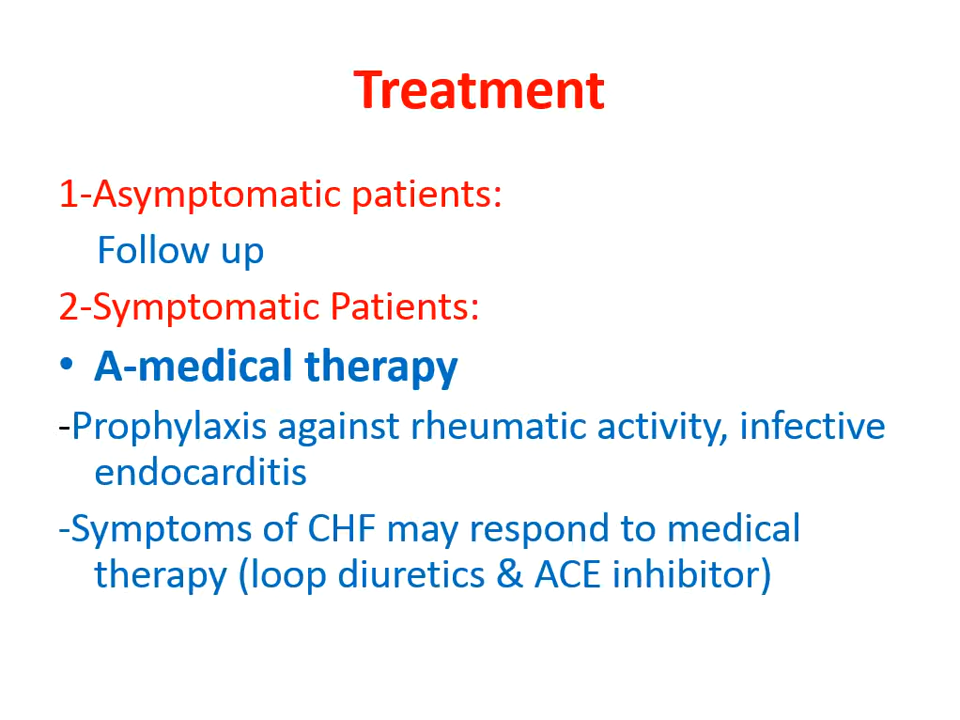 Treatment
1-Asymptomatic patients:
Follow up
2-Symptomatic Patients:
• A-medical therapy
-Prophylaxis against rheumatic activity, infective
endocarditis
-Symptoms of CHF may respond to medical
therapy (loop diuretics & ACE inhibitor)